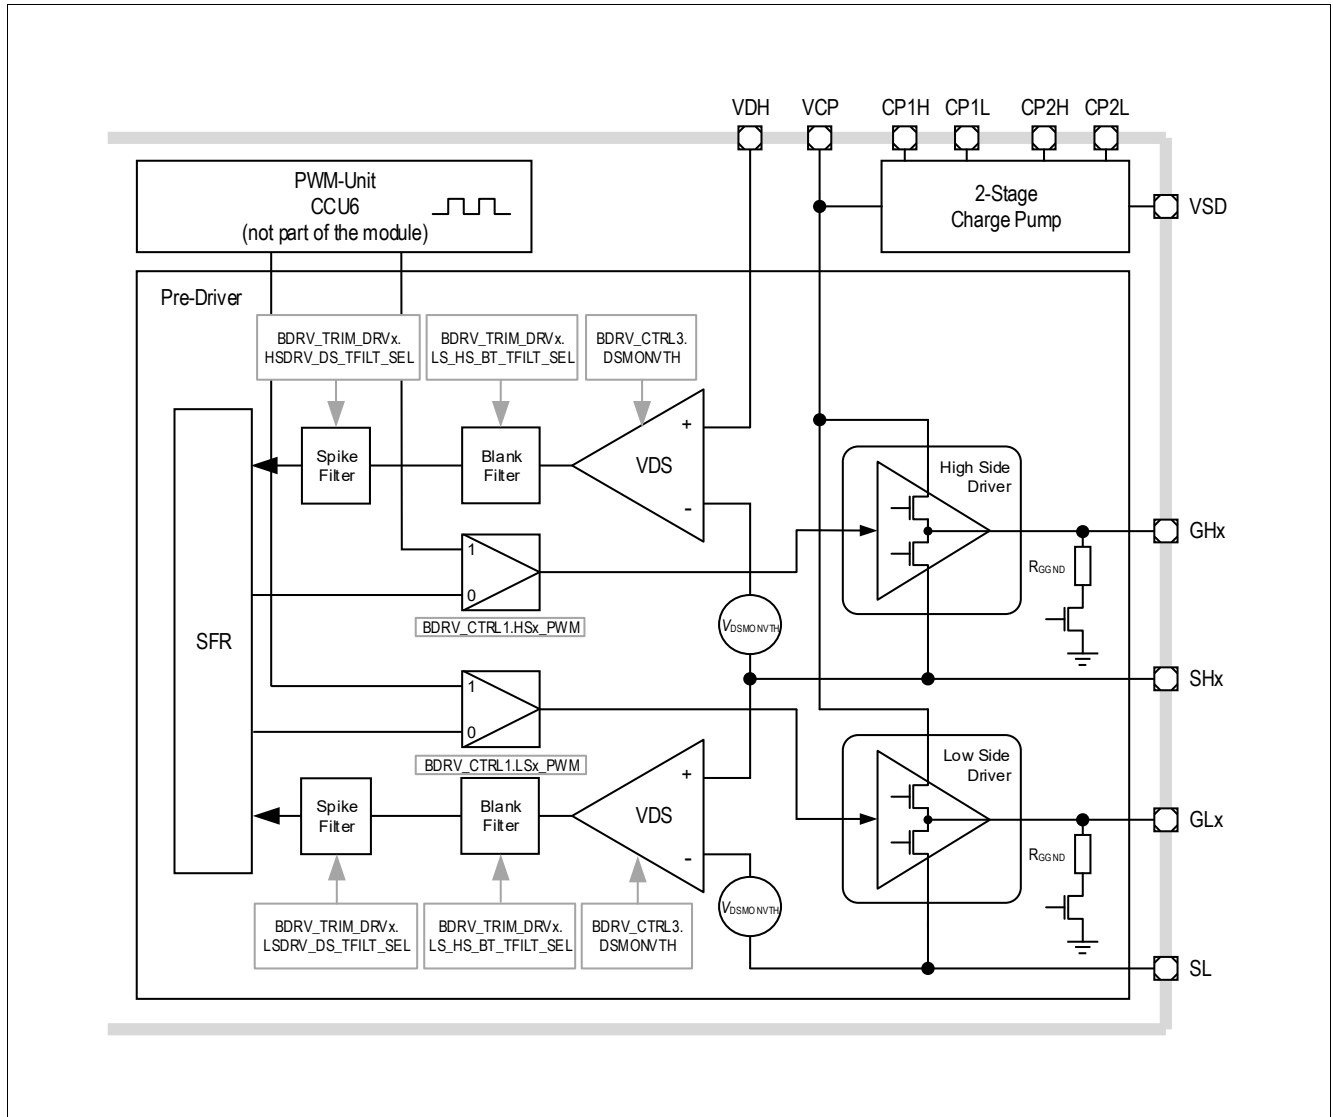 VDH
VCP
CP1H
CP1L
CP2H
CP2L
PWM-Unit
CCU6
(not part of the module)
2-Stage
Charge Pump
VSD
Pre-Driver
BDRV_TRIM_DRVx.
HSDRV_DS_TFILT_SEL
BDRV_TRIM_DRVx.
LS_HS_BT_TFILT_SEL
BDRV_CTRL3.
DSMONVTH
SFR
Spike
Filter
Blank
Filter
VDS
+
-
High Side
Driver
GHx
RGGND
1
0
BDRV_CTRL1.HSx_PWM
VDSMONVTH
SHx
1
0
BDRV_CTRL1.LSx_PWM
Low Side
Driver
Spike
Filter
Blank
Filter
VDS
+
-
GLx
RGGND
VDSMONVTH
BDRV_TRIM_DRVx.
LSDRV_DS_TFILT_SEL
BDRV_TRIM_DRVx.
LS_HS_BT_TFILT_SEL
BDRV_CTRL3.
DSMONVTH
SL